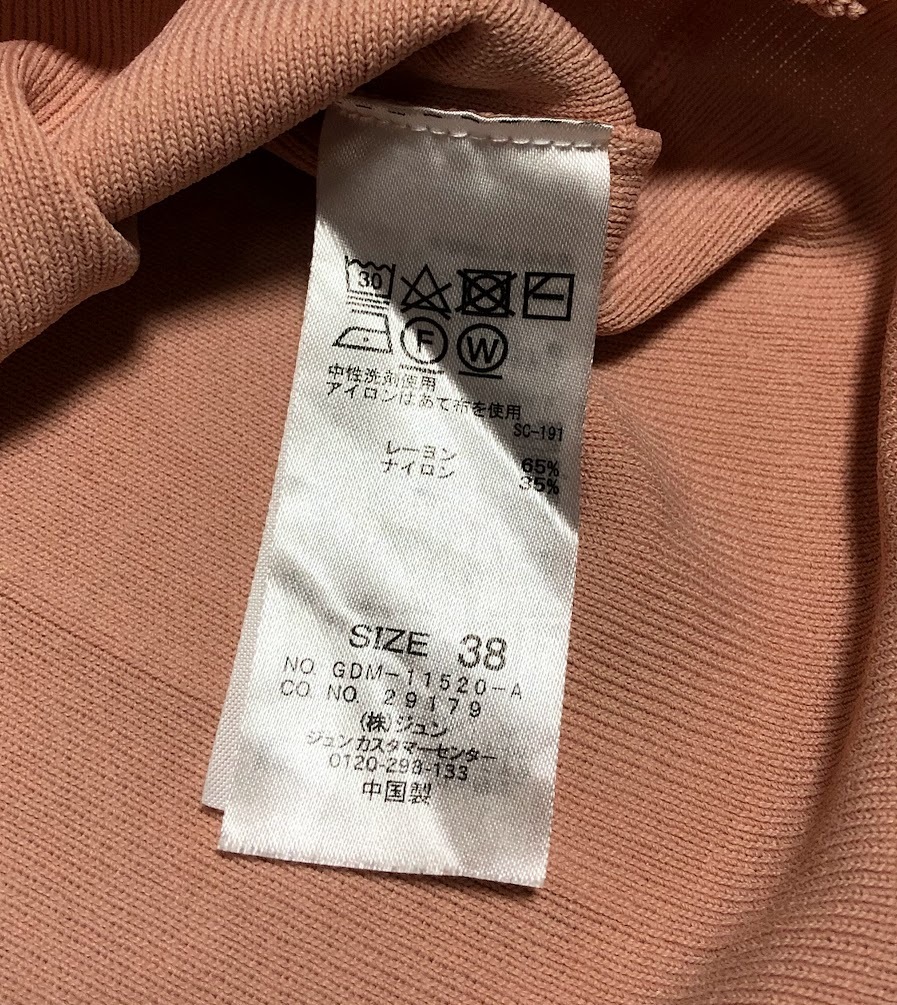 30
F W
中性洗剤使用
アイロンはあて布を使用
SC-191
レーヨン 65%
ナイロン 35%
SIZE 38
NO. GDM-11520-A
CO NO. 29179
(株)ジュン
ジュンカスタマーセンター
0120-298-133
中国製